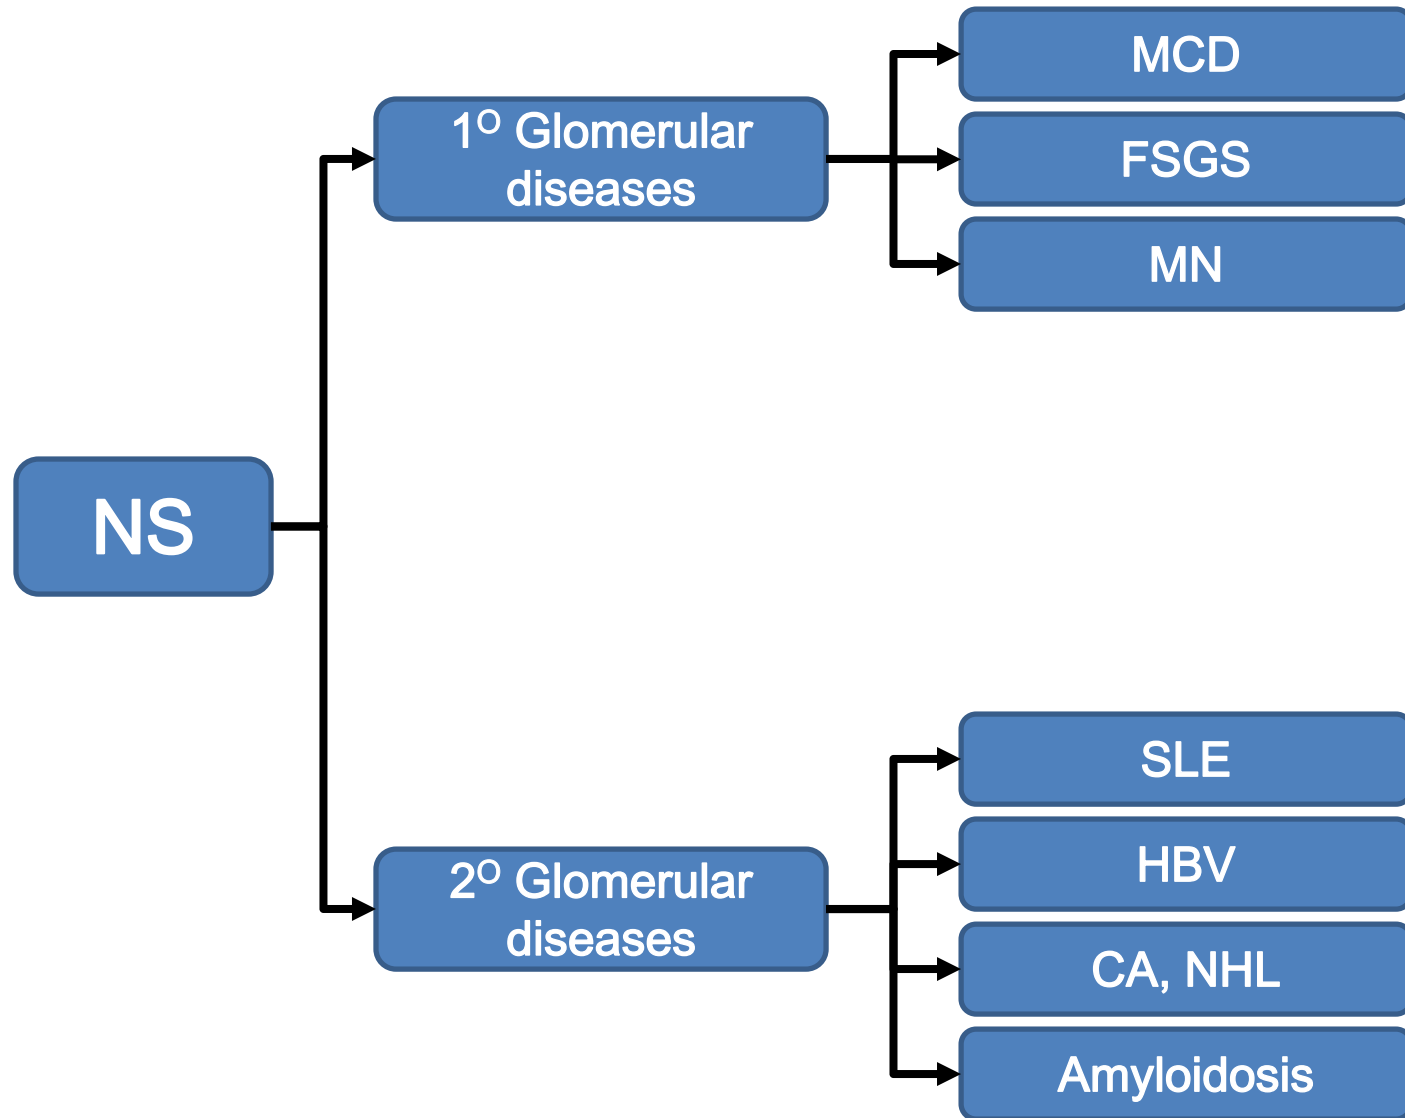 MCD
1O Glomerular
diseases
FSGS
MN
NS
SLE
2O Glomerular
diseases
HBV
CA, NHL
Amyloidosis